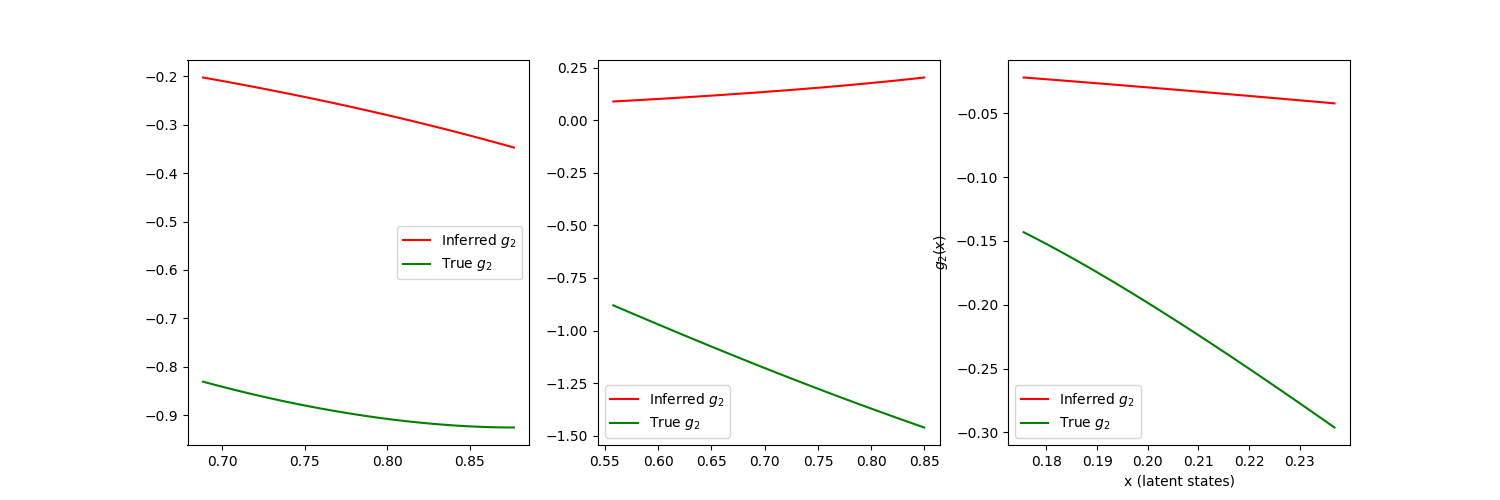 −0.2
−0.3
−0.4
−0.5
−0.6
−0.7
−0.8
−0.9
0.70 0.75 0.80 0.85
Inferred g₂
True g₂
0.25
0.00
−0.25
−0.50
−0.75
−1.00
−1.25
−1.50
0.55 0.60 0.65 0.70 0.75 0.80 0.85
Inferred g₂
True g₂
g₂(x)
−0.05
−0.10
−0.15
−0.20
−0.25
−0.30
0.18 0.19 0.20 0.21 0.22 0.23
x (latent states)
Inferred g₂
True g₂